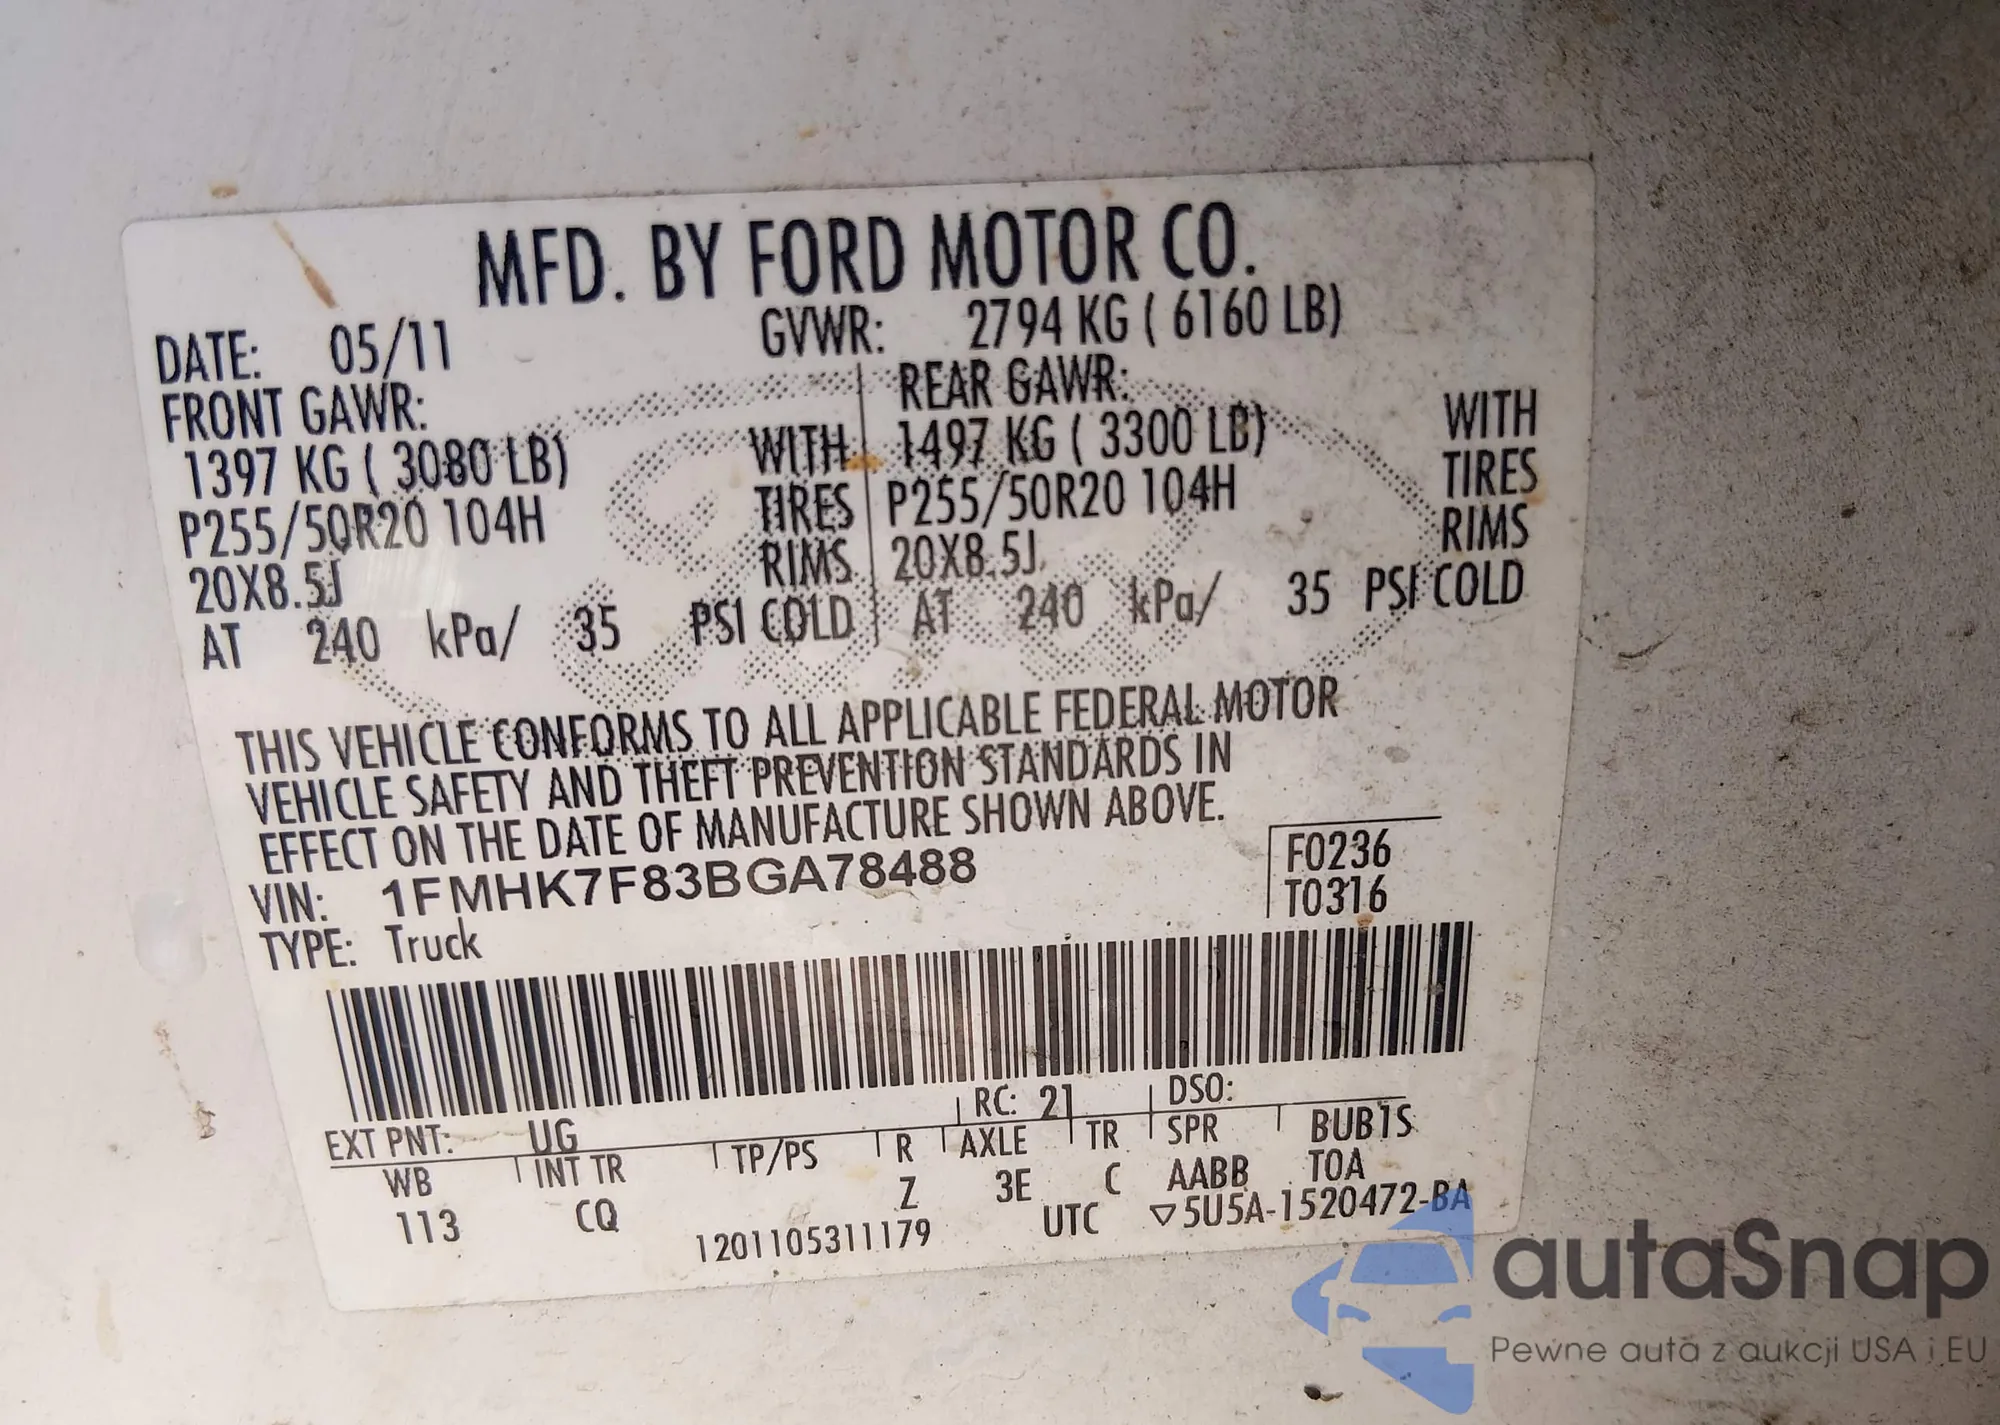 MFD. BY FORD MOTOR CO.
DATE: 05/11 GVWR: 2794 KG ( 6160 LB)
FRONT GAWR: REAR GAWR:
1397 KG ( 3080 LB) WITH 1497 KG ( 3300 LB) WITH
P255/50R20 104H TIRES P255/50R20 104H TIRES
20X8.5J RIMS 20X8.5J RIMS
AT 240 kPa/ 35 PSI COLD AT 240 kPa/ 35 PSI COLD
THIS VEHICLE CONFORMS TO ALL APPLICABLE FEDERAL MOTOR
VEHICLE SAFETY AND THEFT PREVENTION STANDARDS IN
EFFECT ON THE DATE OF MANUFACTURE SHOWN ABOVE.
VIN: 1FMHK7F83BGA78488 F0236
TYPE: Truck T0316
EXT PNT: UG RC: 21 DSO:
WB INT TR TP/PS R AXLE TR SPR BUB1S
113 CQ Z 3E C AABB TOA
1201105311179 UTC ▽5U5A-1520472-BA
autaSnap
Pewne auta z aukcji USA i EU